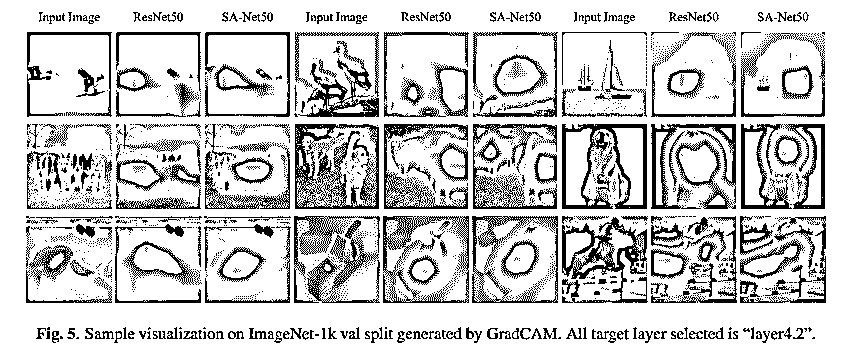 Input Image ResNet50 SA-Net50 Input Image ResNet50 SA-Net50 Input Image ResNet50 SA-Net50
Fig. 5. Sample visualization on ImageNet-1k val split generated by GradCAM. All target layer selected is “layer4.2”.